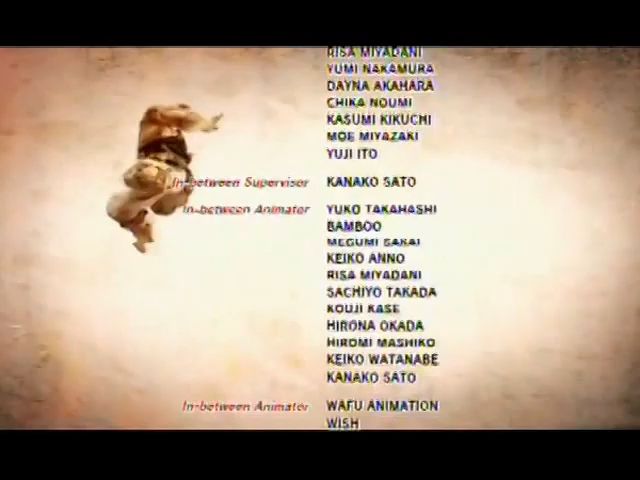 RISA MIYADANI
YUMI NAKAMURA
DAYNA AKAHARA
CHIKA NOUMI
KASUMI KIKUCHI
MOE MIYAZAKI
YUJI ITO
In-between Supervisor KANAKO SATO
In-between Animator YUKO TAKAHASHI
BAMBOO
MEGUMI SAKAI
KEIKO ANNO
RISA MIYADANI
SACHIYO TAKADA
KOUJI KASE
HIRONA OKADA
HIROMI MASHIKO
KEIKO WATANABE
KANAKO SATO
In-between Animator WAFU ANIMATION
WISH